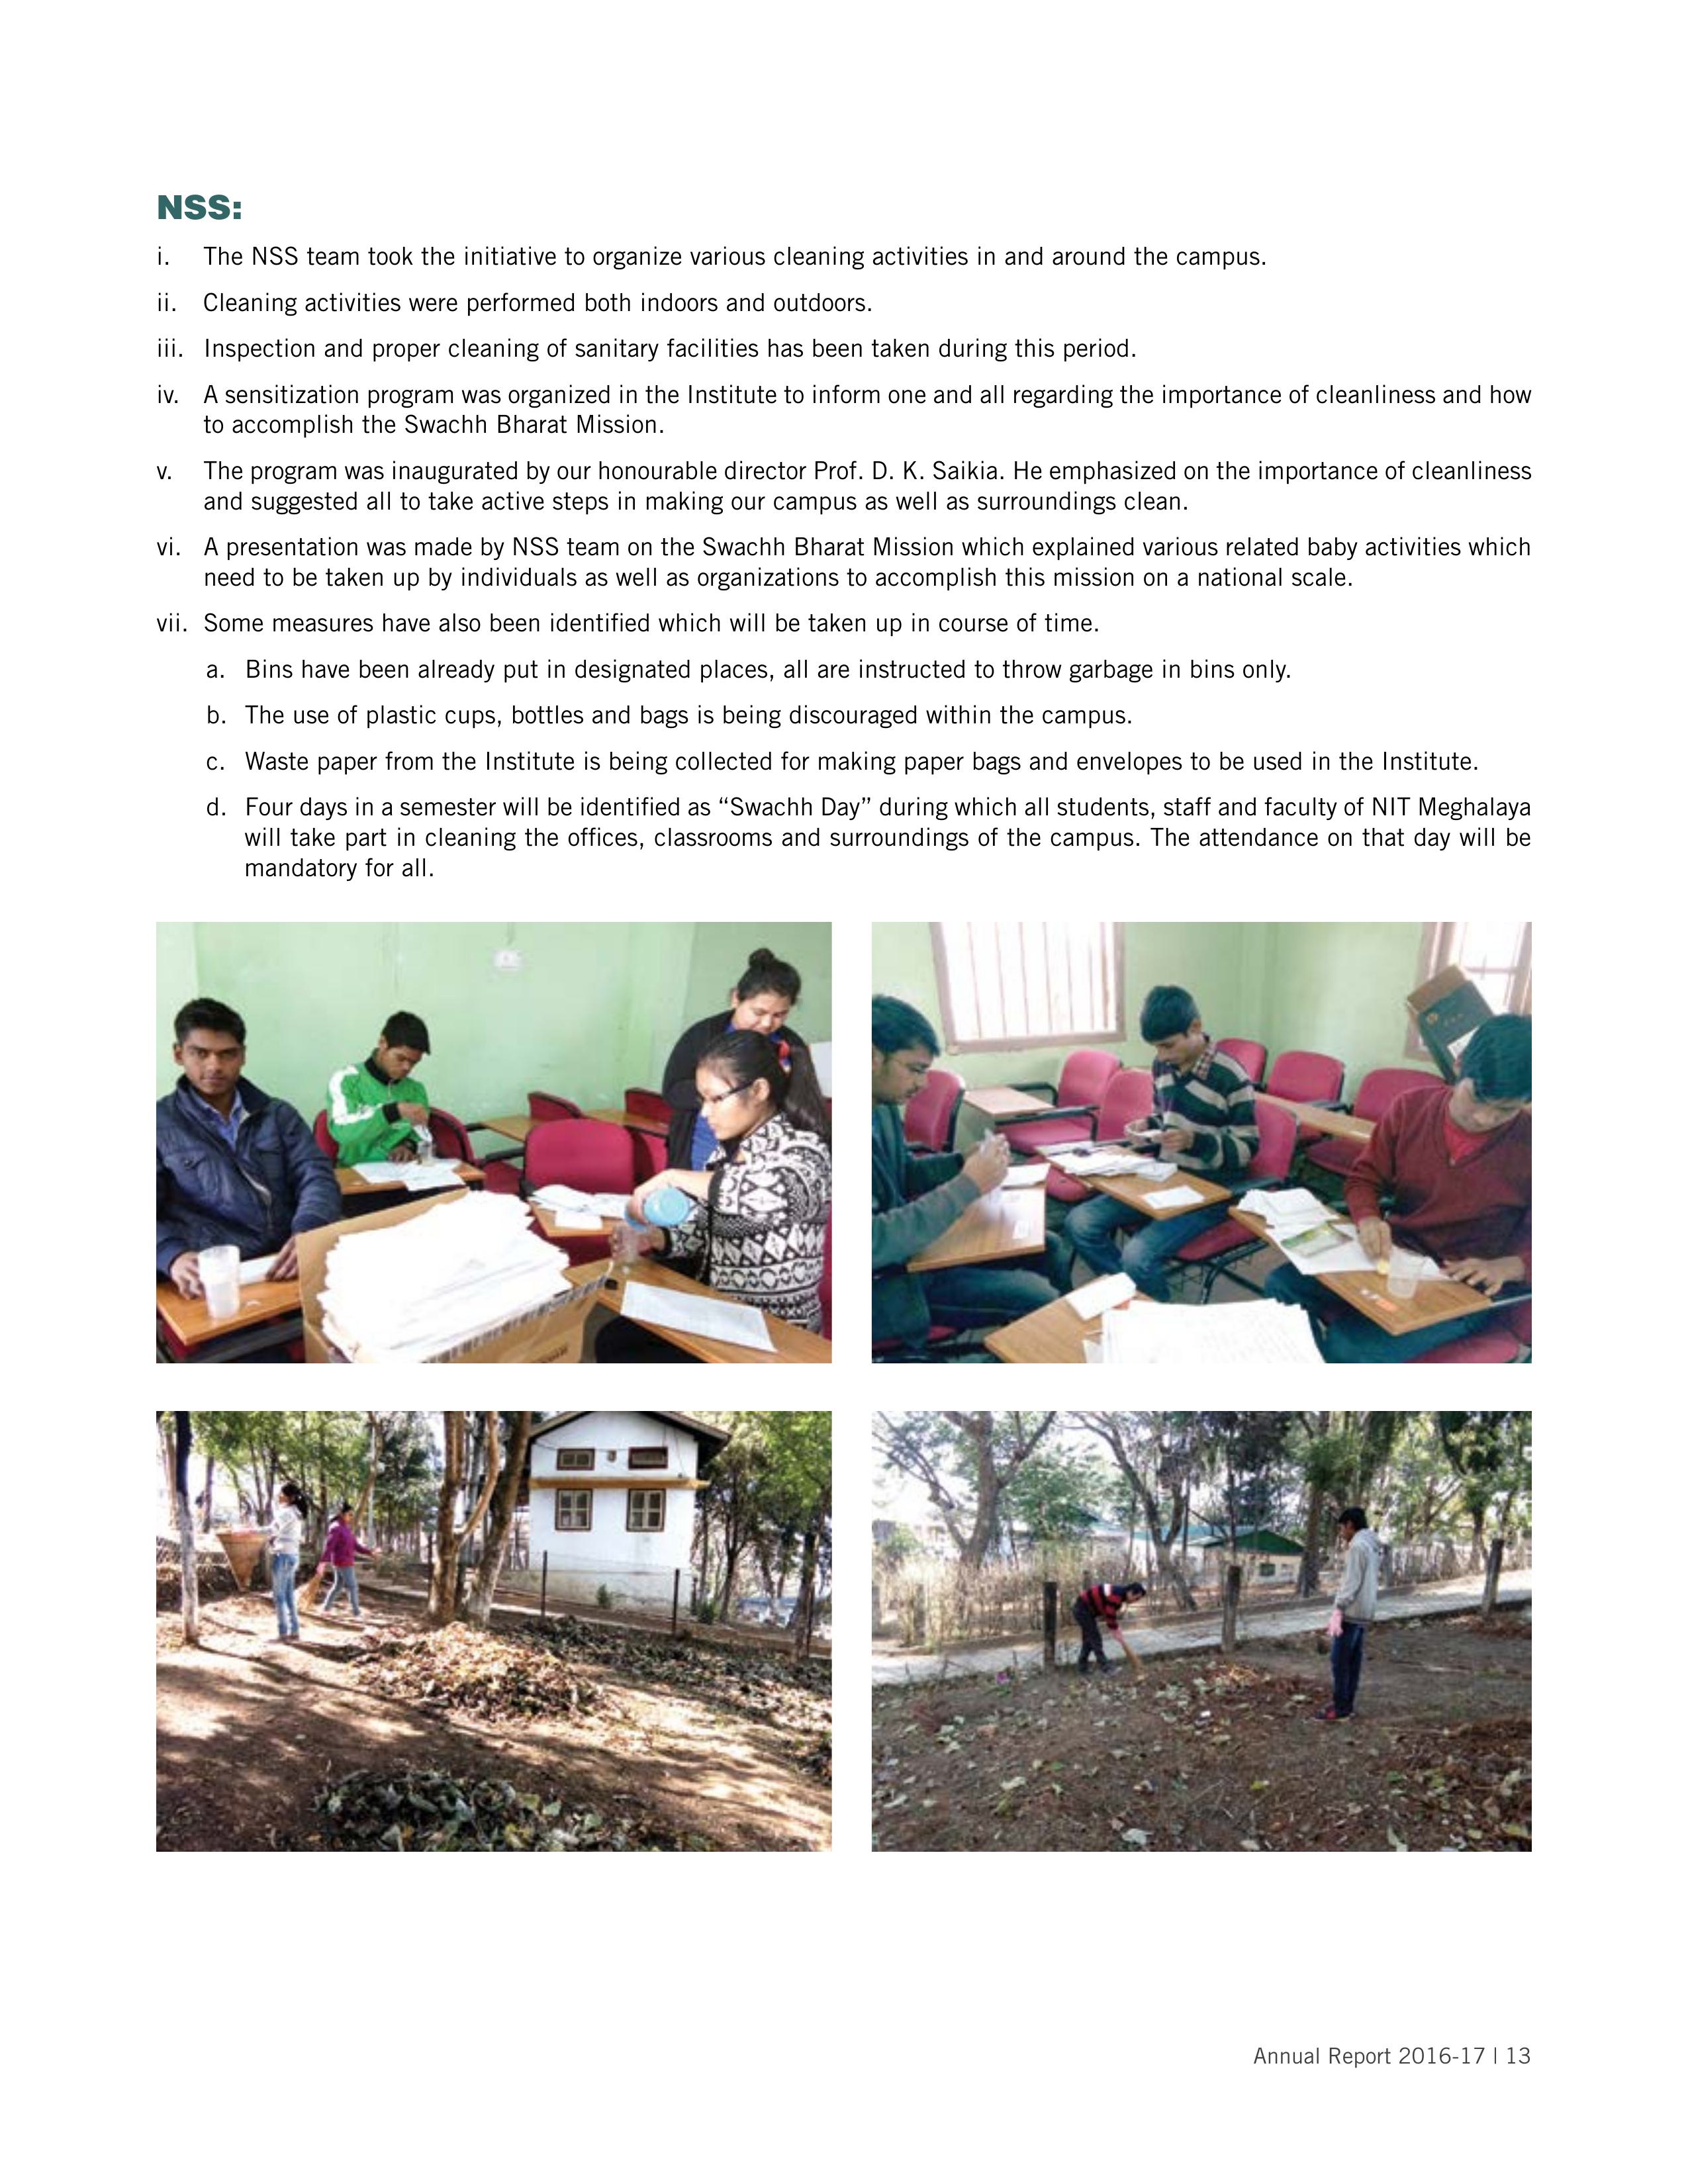 NSS:
i. The NSS team took the initiative to organize various cleaning activities in and around the campus.
ii. Cleaning activities were performed both indoors and outdoors.
iii. Inspection and proper cleaning of sanitary facilities has been taken during this period.
iv. A sensitization program was organized in the Institute to inform one and all regarding the importance of cleanliness and how
to accomplish the Swachh Bharat Mission.
v. The program was inaugurated by our honourable director Prof. D. K. Saikia. He emphasized on the importance of cleanliness
and suggested all to take active steps in making our campus as well as surroundings clean.
vi. A presentation was made by NSS team on the Swachh Bharat Mission which explained various related baby activities which
need to be taken up by individuals as well as organizations to accomplish this mission on a national scale.
vii. Some measures have also been identified which will be taken up in course of time.
a. Bins have been already put in designated places, all are instructed to throw garbage in bins only.
b. The use of plastic cups, bottles and bags is being discouraged within the campus.
c. Waste paper from the Institute is being collected for making paper bags and envelopes to be used in the Institute.
d. Four days in a semester will be identified as “Swachh Day” during which all students, staff and faculty of NIT Meghalaya
will take part in cleaning the offices, classrooms and surroundings of the campus. The attendance on that day will be
mandatory for all.
Annual Report 2016-17 | 13